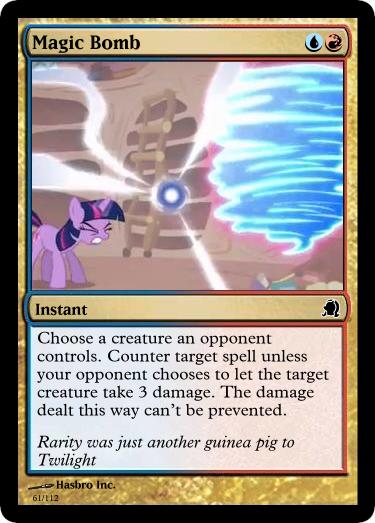 Magic Bomb
Instant
Choose a creature an opponent
controls. Counter target spell unless
your opponent chooses to let the target
creature take 3 damage. The damage
dealt this way can't be prevented.
Rarity was just another guinea pig to
Twilight
Hasbro Inc.
61/112